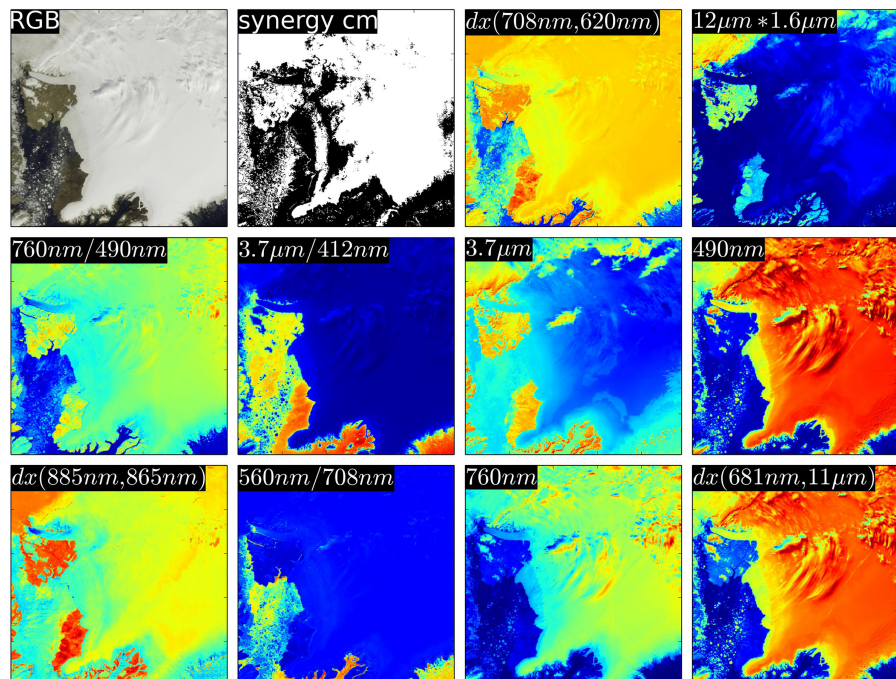 RGB
synergy cm
dx(708nm,620nm)
12μm∗1.6μm
760nm/490nm
3.7μm/412nm
3.7μm
490nm
dx(885nm,865nm)
560nm/708nm
760nm
dx(681nm,11μm)